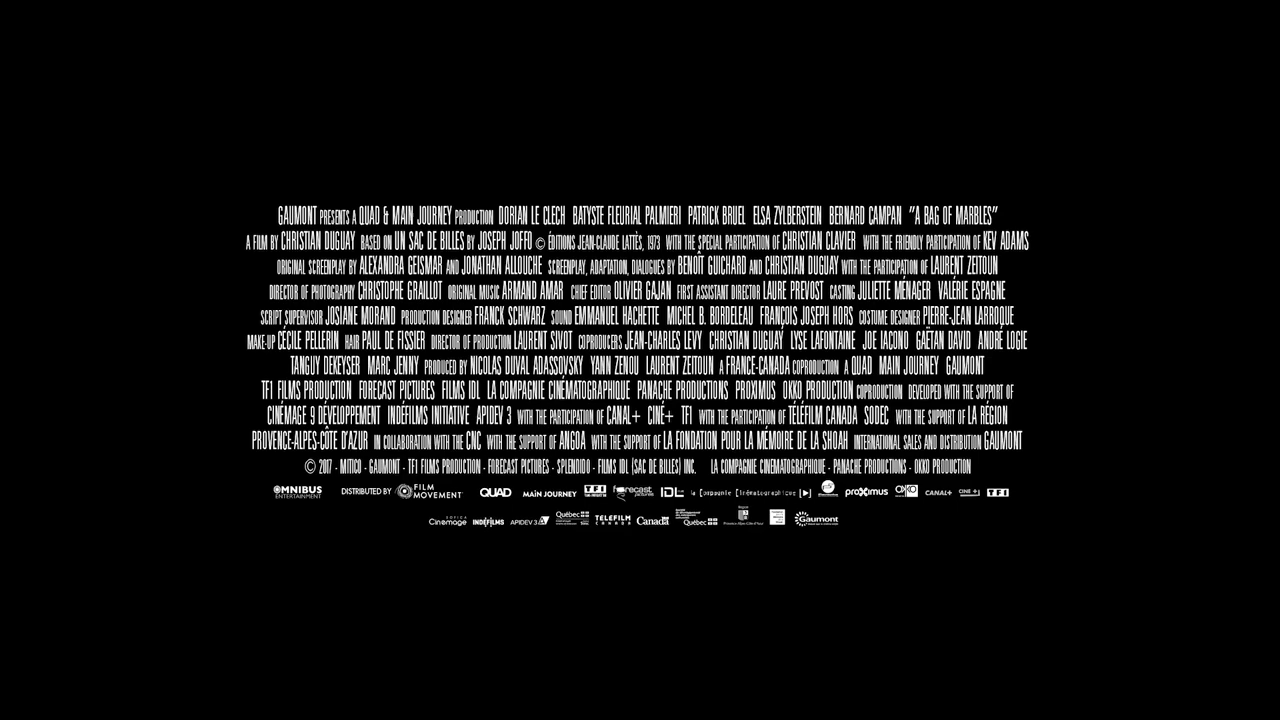 GAUMONT PRESENTS A QUAD & MAIN JOURNEY PRODUCTION DORIAN LE CLECH BATYSTE FLEURIAL PALMIERI PATRICK BRUEL ELSA ZYLBERSTEIN BERNARD CAMPAN "A BAG OF MARBLES"
A FILM BY CHRISTIAN DUGUAY BASED ON UN SAC DE BILLES BY JOSEPH JOFFO © ÉDITIONS JEAN-CLAUDE LATTÈS, 1973 WITH THE SPECIAL PARTICIPATION OF CHRISTIAN CLAVIER WITH THE FRIENDLY PARTICIPATION OF KEV ADAMS
ORIGINAL SCREENPLAY BY ALEXANDRA GEISMAR AND JONATHAN ALLOUCHE SCREENPLAY, ADAPTATION, DIALOGUES BY BENOÎT GUICHARD AND CHRISTIAN DUGUAY WITH THE PARTICIPATION OF LAURENT ZEITOUN
DIRECTOR OF PHOTOGRAPHY CHRISTOPHE GRAILLOT ORIGINAL MUSIC ARMAND AMAR CHIEF EDITOR OLIVIER GAJAN FIRST ASSISTANT DIRECTOR LAURE PREVOST CASTING JULIETTE MÉNAGER VALÉRIE ESPAGNE
SCRIPT SUPERVISOR JOSIANE MORAND PRODUCTION DESIGNER FRANCK SCHWARZ SOUND EMMANUEL HACHETTE MICHEL B. BORDELEAU FRANÇOIS JOSEPH HORS COSTUME DESIGNER PIERRE-JEAN LARROQUE
MAKE-UP CÉCILE PELLERIN HAIR PAUL DE FISSIER DIRECTOR OF PRODUCTION LAURENT SIVOT COPRODUCERS JEAN-CHARLES LEVY CHRISTIAN DUGUAY LYSE LAFONTAINE JOE IACONO GAËTAN DAVID ANDRÉ LOGIE
TANGUY DEKEYSER MARC JENNY PRODUCED BY NICOLAS DUVAL ADASSOVSKY YANN ZENOU LAURENT ZEITOUN A FRANCE-CANADA COPRODUCTION A QUAD MAIN JOURNEY GAUMONT
TF1 FILMS PRODUCTION FORECAST PICTURES FILMS IDL LA COMPAGNIE CINÉMATOGRAPHIQUE PANACHE PRODUCTIONS PROXIMUS OKKO PRODUCTION COPRODUCTION DEVELOPED WITH THE SUPPORT OF
CINÉMAGE 9 DÉVELOPPEMENT INDÉFILMS INITIATIVE APIDEV 3 WITH THE PARTICIPATION OF CANAL+ CINÉ+ TF1 WITH THE PARTICIPATION OF TÉLÉFILM CANADA SODEC WITH THE SUPPORT OF LA RÉGION
PROVENCE-ALPES-CÔTE D'AZUR IN COLLABORATION WITH THE CNC WITH THE SUPPORT OF ANGOA WITH THE SUPPORT OF LA FONDATION POUR LA MÉMOIRE DE LA SHOAH INTERNATIONAL SALES AND DISTRIBUTION GAUMONT
© 2017 - MITICO - GAUMONT - TF1 FILMS PRODUCTION - FORECAST PICTURES - SPLENDIDO - FILMS IDL (SAC DE BILLES) INC. LA COMPAGNIE CINEMATOGRAPHIQUE - PANACHE PRODUCTIONS - OKKO PRODUCTION
OMNIBUS ENTERTAINMENT DISTRIBUTED BY FILM MOVEMENT QUAD MAIN JOURNEY TF1 forecast pictures IDL la [compagnie [inématographique] proximus OKKO CANAL+ CINE+ TF1
SOFICA Cinémage INDÉFILMS APIDEV 3 Québec TELEFILM CANADA Canada Québec Gaumont